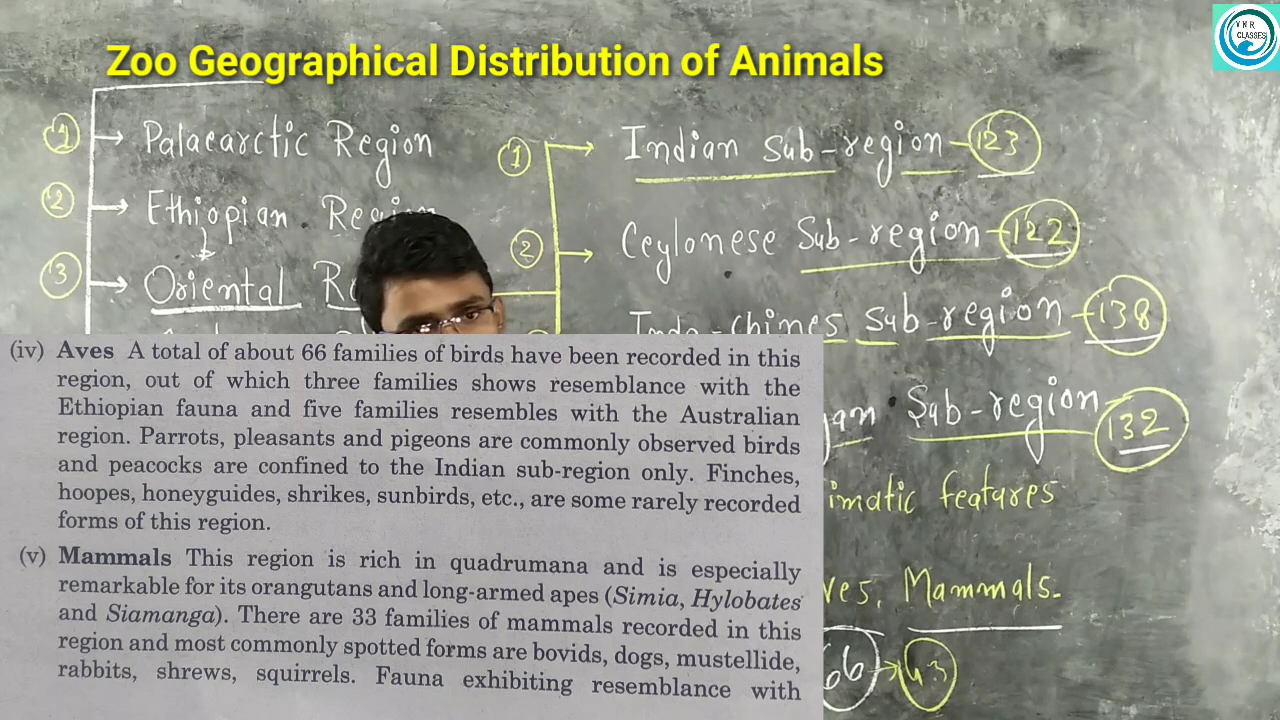 Zoo Geographical Distribution of Animals
VNR
CLASSES
1 Palaearctic Region
2 Ethiopian Region
3 Oriental
1 Indian Sub-region - 123
2 Ceylonese Sub-region - 122
Indo-Chines Sub-region - 138
Sub-region - 132
features
ves, Mammals.
66 → 43
(iv) Aves A total of about 66 families of birds have been recorded in this
region, out of which three families shows resemblance with the
Ethiopian fauna and five families resembles with the Australian
region. Parrots, pleasants and pigeons are commonly observed birds
and peacocks are confined to the Indian sub-region only. Finches,
hoopes, honeyguides, shrikes, sunbirds, etc., are some rarely recorded
forms of this region.
(v) Mammals This region is rich in quadrumana and is especially
remarkable for its orangutans and long-armed apes (Simia, Hylobates
and Siamanga). There are 33 families of mammals recorded in this
region and most commonly spotted forms are bovids, dogs, mustellide,
rabbits, shrews, squirrels. Fauna exhibiting resemblance with